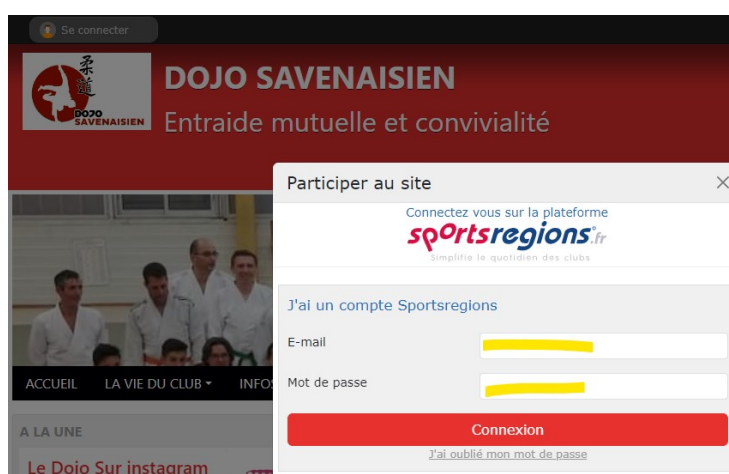 Se connecter
柔道
DOJO
SAVENAISIEN
DOJO SAVENAISIEN
Entraide mutuelle et convivialité
Participer au site
Connectez vous sur la plateforme
sportsregions.fr
Simplifie le quotidien des clubs
J'ai un compte Sportsregions
E-mail
Mot de passe
Connexion
J'ai oublié mon mot de passe
ACCUEIL LA VIE DU CLUB
A LA UNE
Le Dojo Sur instagram